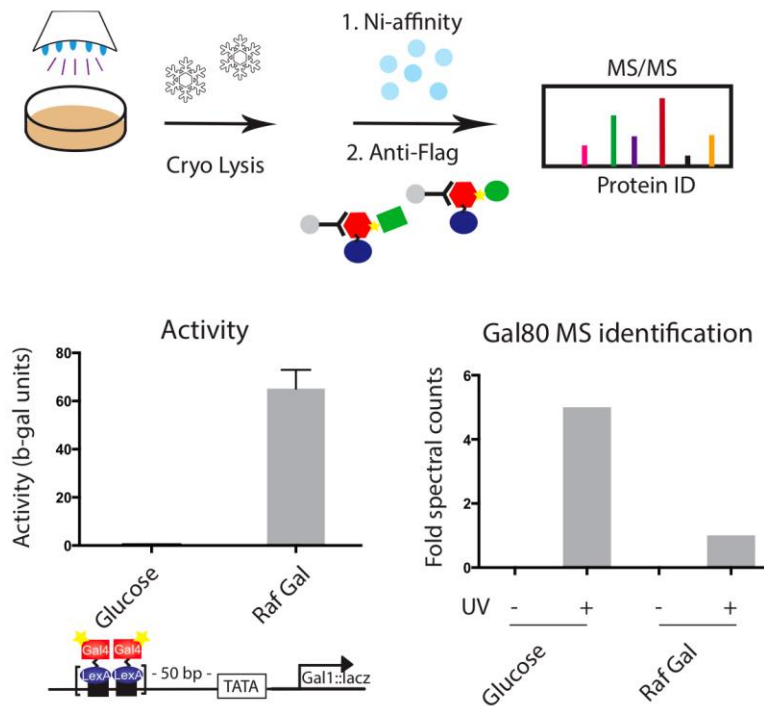 1. Ni-affinity
MS/MS
Cryo Lysis
2. Anti-Flag
Protein ID
Activity
Activity (b-gal units)
80
60
40
20
0
Glucose
Raf Gal
Gal4 Gal4
LexA LexA
- 50 bp -
TATA
Gal1::lacz
Gal80 MS identification
Fold spectral counts
6
4
2
0
UV - + - +
Glucose
Raf Gal